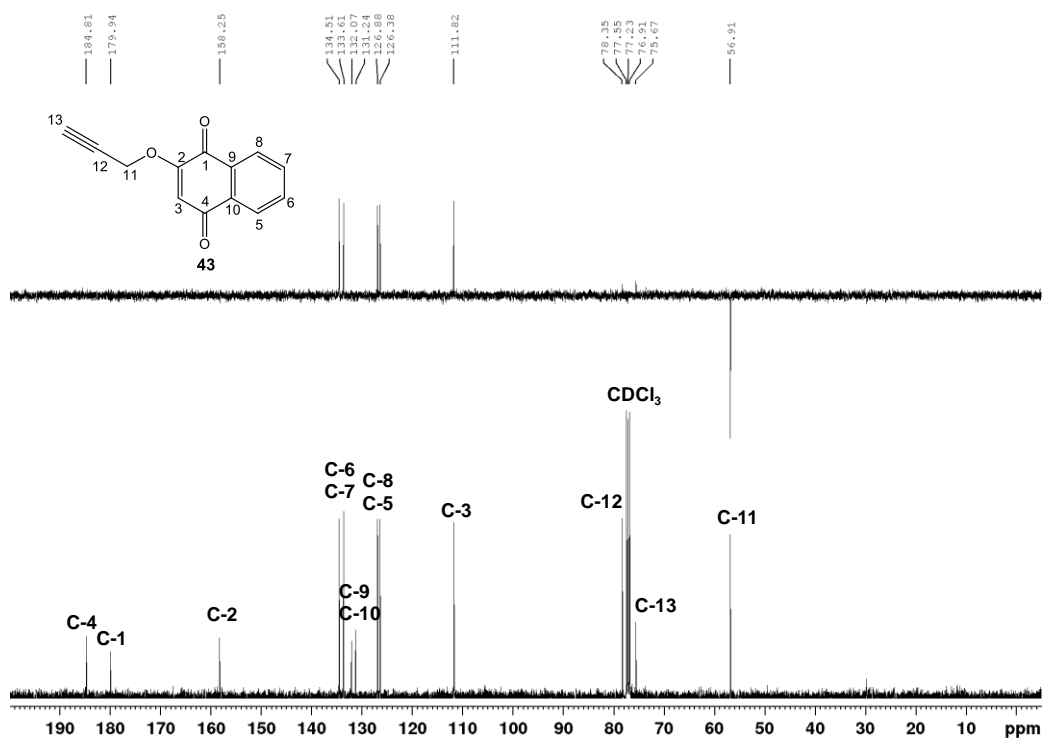 184.81
179.94
158.25
134.51
133.61
132.07
131.24
126.88
126.38
111.82
78.35
77.55
77.23
76.91
75.67
56.91
13
12
11
O
2
3
O
1
4
O
9
10
8
7
6
5
43
CDCl₃
C-6
C-7
C-8
C-5
C-3
C-12
C-11
C-9
C-10
C-13
C-4
C-1
C-2
190 180 170 160 150 140 130 120 110 100 90 80 70 60 50 40 30 20 10 ppm